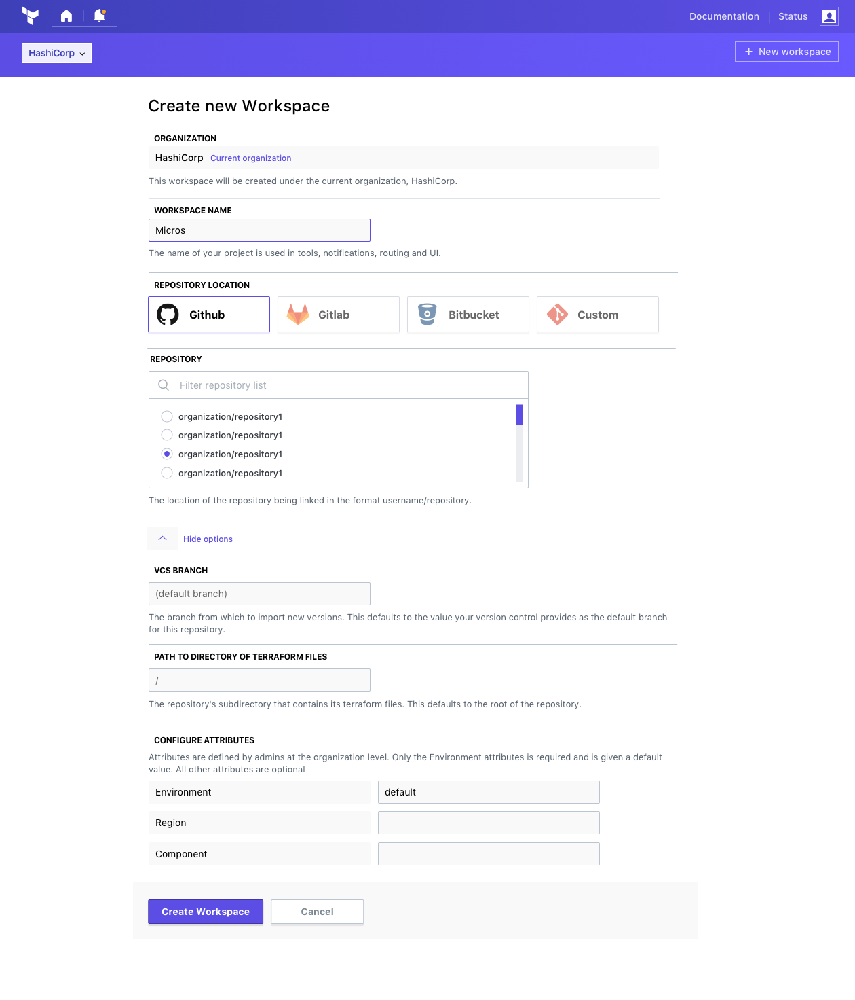 Documentation
Status
HashiCorp
+ New workspace
Create new Workspace
ORGANIZATION
HashiCorp Current organization
This workspace will be created under the current organization, HashiCorp.
WORKSPACE NAME
Micros
The name of your project is used in tools, notifications, routing and UI.
REPOSITORY LOCATION
Github
Gitlab
Bitbucket
Custom
REPOSITORY
Filter repository list
organization/repository1
organization/repository1
organization/repository1
organization/repository1
The location of the repository being linked in the format username/repository.
Hide options
VCS BRANCH
(default branch)
The branch from which to import new versions. This defaults to the value your version control provides as the default branch
for this repository.
PATH TO DIRECTORY OF TERRAFORM FILES
/
The repository's subdirectory that contains its terraform files. This defaults to the root of the repository.
CONFIGURE ATTRIBUTES
Attributes are defined by admins at the organization level. Only the Environment attributes is required and is given a default
value. All other attributes are optional
Environment
default
Region
Component
Create Workspace
Cancel